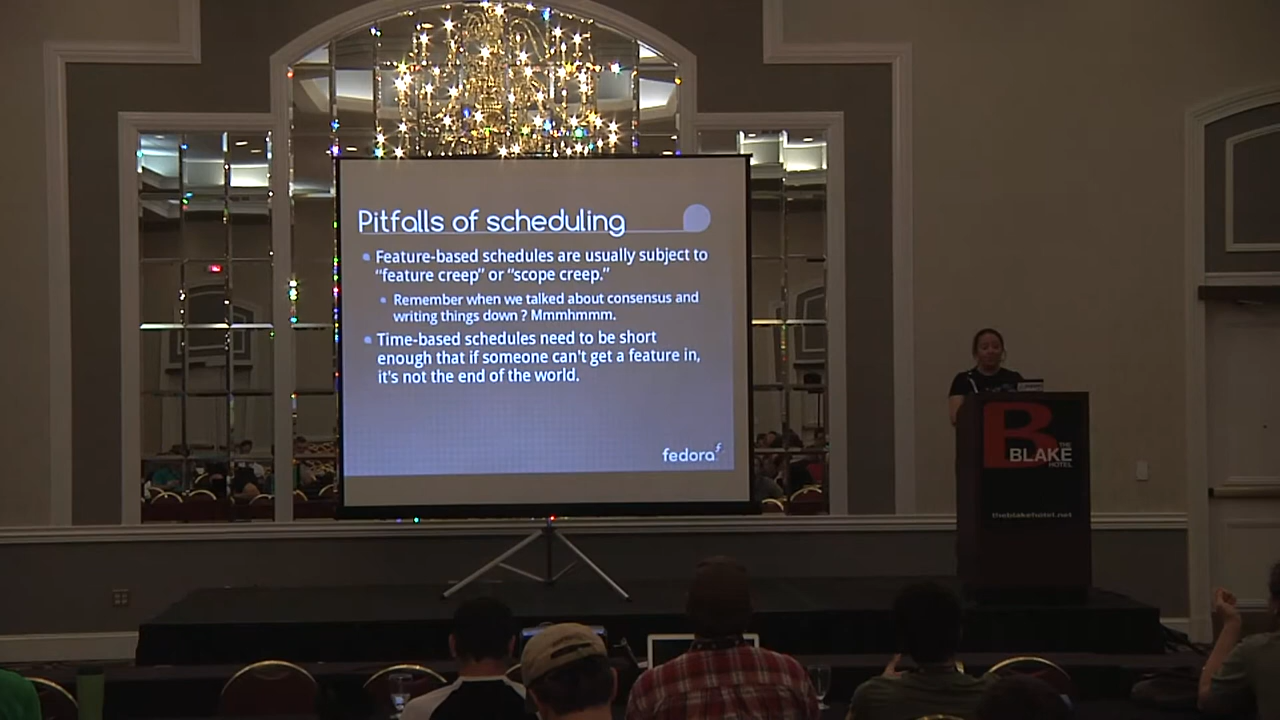 Pitfalls of scheduling
Feature-based schedules are usually subject to
“feature creep” or “scope creep.”
Remember when we talked about consensus and
writing things down ? Mmmhmmm.
Time-based schedules need to be short
enough that if someone can't get a feature in,
it's not the end of the world.
fedora
B
THE
BLAKE
HOTEL
theblakehotel.net